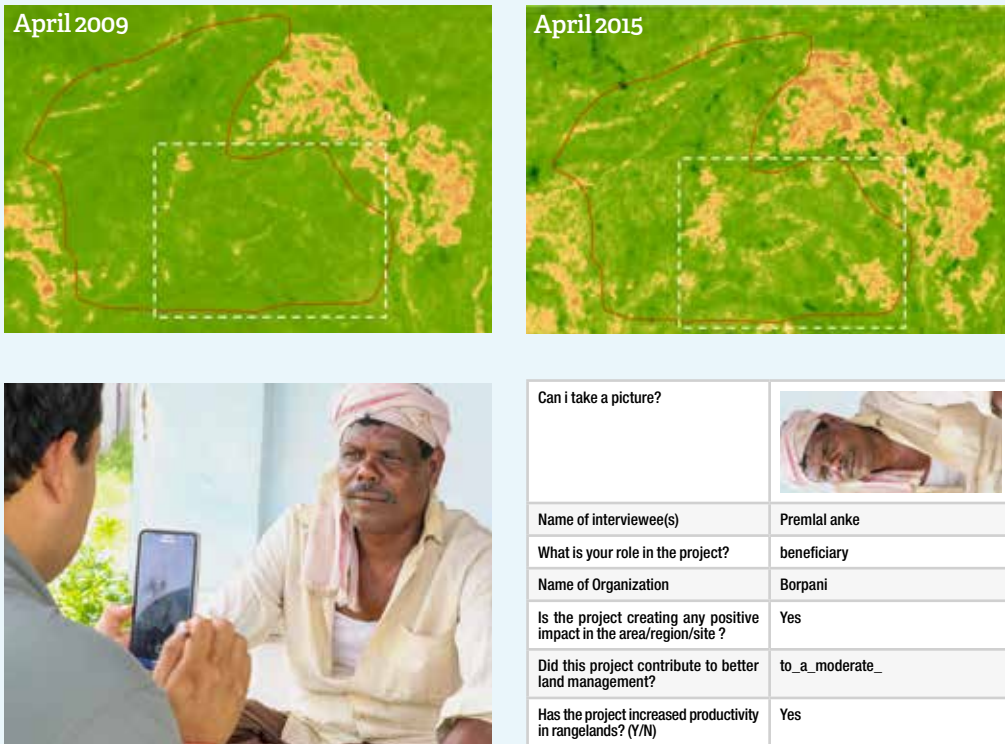 April 2009
April 2015
Can i take a picture?
Name of interviewee(s)
Premlal anke
What is your role in the project?
beneficiary
Name of Organization
Borpani
Is the project creating any positive
impact in the area/region/site ?
Yes
Did this project contribute to better
land management?
to_a_moderate_
Has the project increased productivity
in rangelands? (Y/N)
Yes